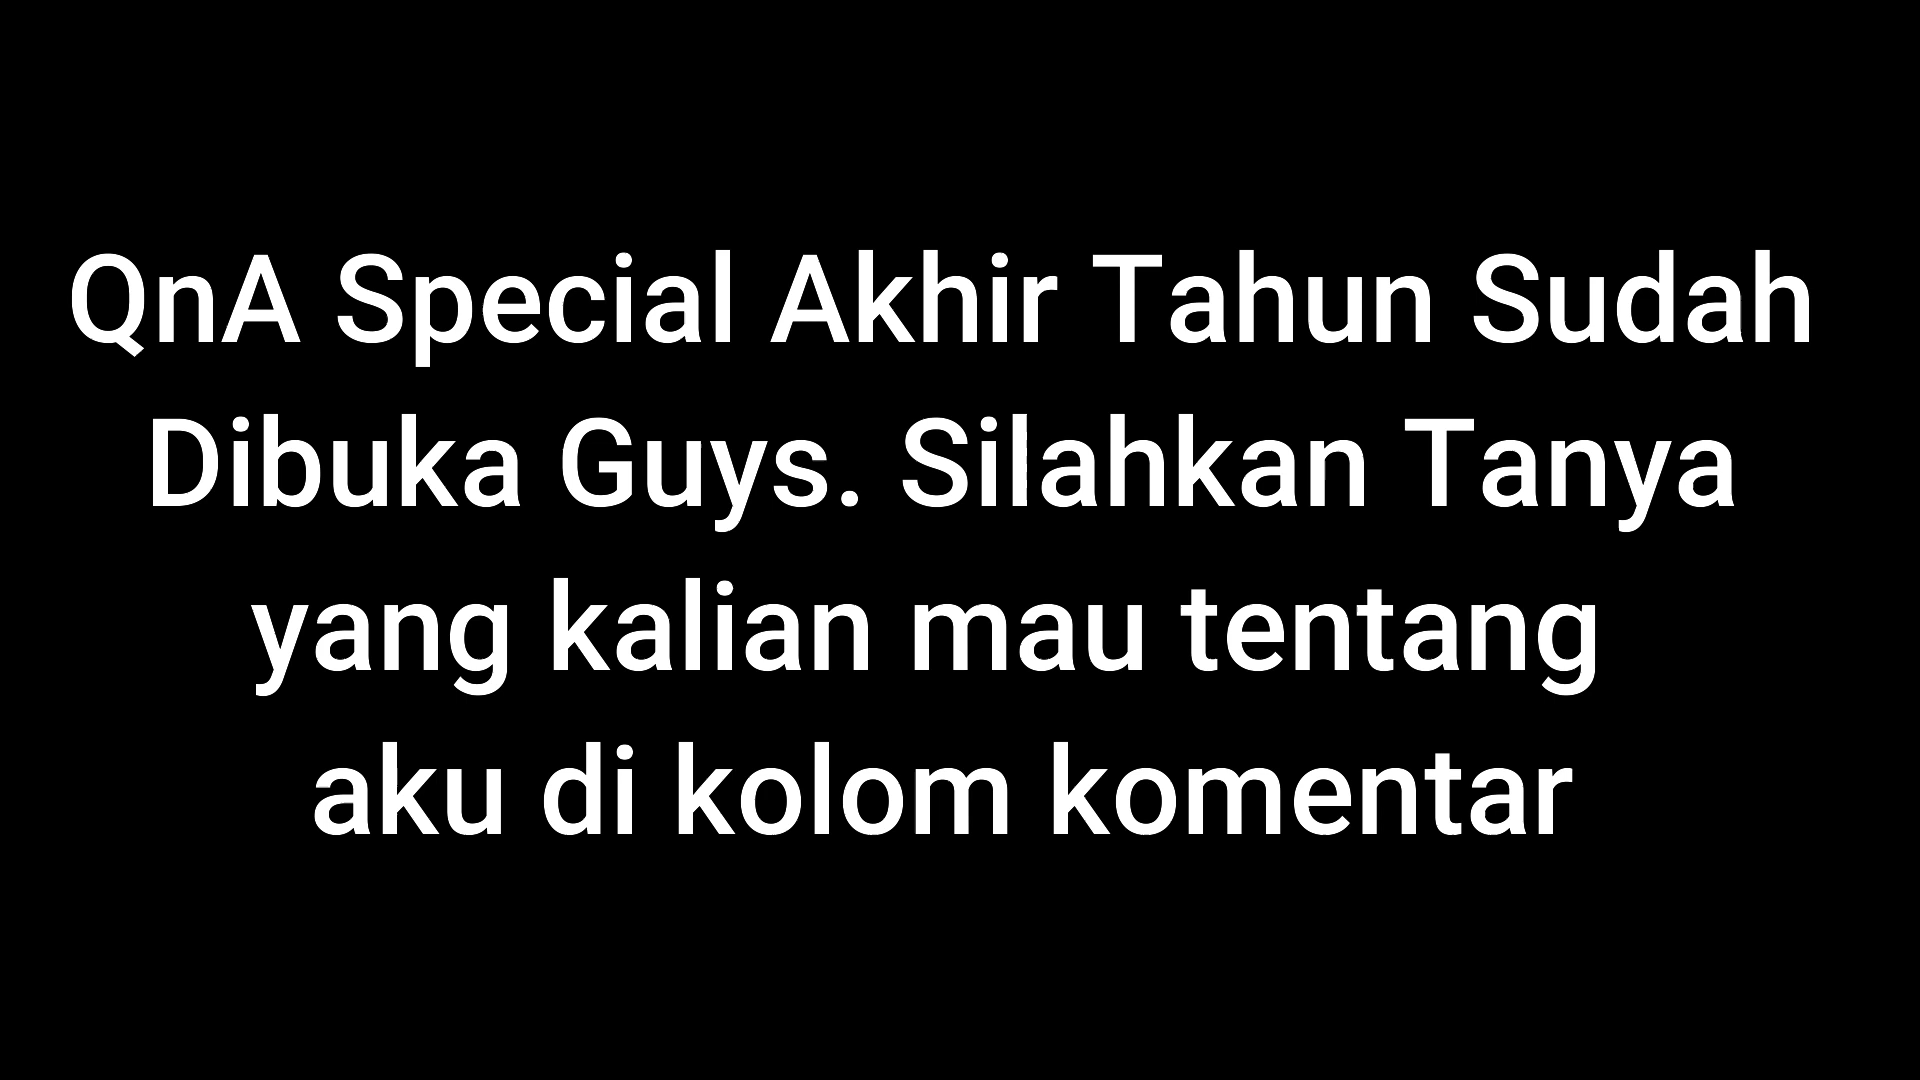 QnA Special Akhir Tahun Sudah
Dibuka Guys. Silahkan Tanya
yang kalian mau tentang
aku di kolom komentar